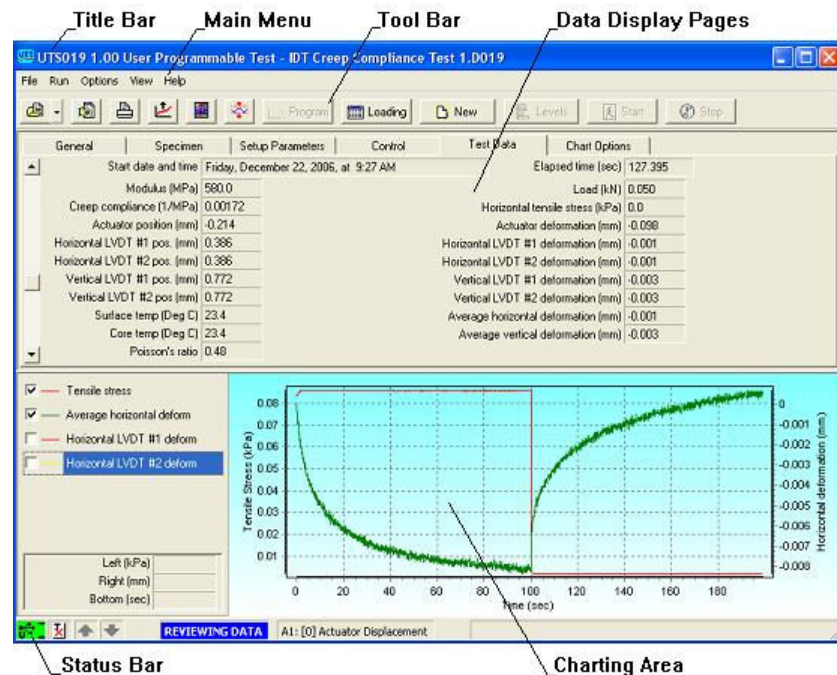 Title Bar
Main Menu
Tool Bar
Data Display Pages
UTS019 1.00 User Programmable Test - IDT Creep Compliance Test 1.D019
File Run Options View Help
Program Loading New Levels Start Stop
General Specimen Setup Parameters Control Test Data Chart Options
Start date and time Friday, December 22, 2006, at 9:27 AM Elapsed time (sec) 127.395
Modulus (MPa) 580.0 Load (kN) 0.050
Creep compliance (1/MPa) 0.00172 Horizontal tensile stress (kPa) 0.0
Actuator position (mm) -0.214 Actuator deformation (mm) -0.098
Horizontal LVDT #1 pos. (mm) 0.386 Horizontal LVDT #1 deformation (mm) -0.001
Horizontal LVDT #2 pos. (mm) 0.386 Horizontal LVDT #2 deformation (mm) -0.001
Vertical LVDT #1 pos. (mm) 0.772 Vertical LVDT #1 deformation (mm) -0.003
Vertical LVDT #2 pos (mm) 0.772 Vertical LVDT #2 deformation (mm) -0.003
Surface temp (Deg C) 23.4 Average horizontal deformation (mm) -0.001
Core temp (Deg C) 23.4 Average vertical deformation (mm) -0.003
Poisson's ratio 0.48
Tensile stress
Average horizontal deform
Horizontal LVDT #1 deform
Horizontal LVDT #2 deform
Left (kPa)
Right (mm)
Bottom (sec)
Tensile Stress (kPa)
0.08
0.07
0.06
0.05
0.04
0.03
0.02
0.01
0
-0.001
-0.002
-0.003
-0.004
-0.005
-0.006
-0.007
-0.008
Horizontal deformation (mm)
0 20 40 60 80 100 120 140 160 180
Time (sec)
REVIEWING DATA A1: [0] Actuator Displacement
Status Bar
Charting Area